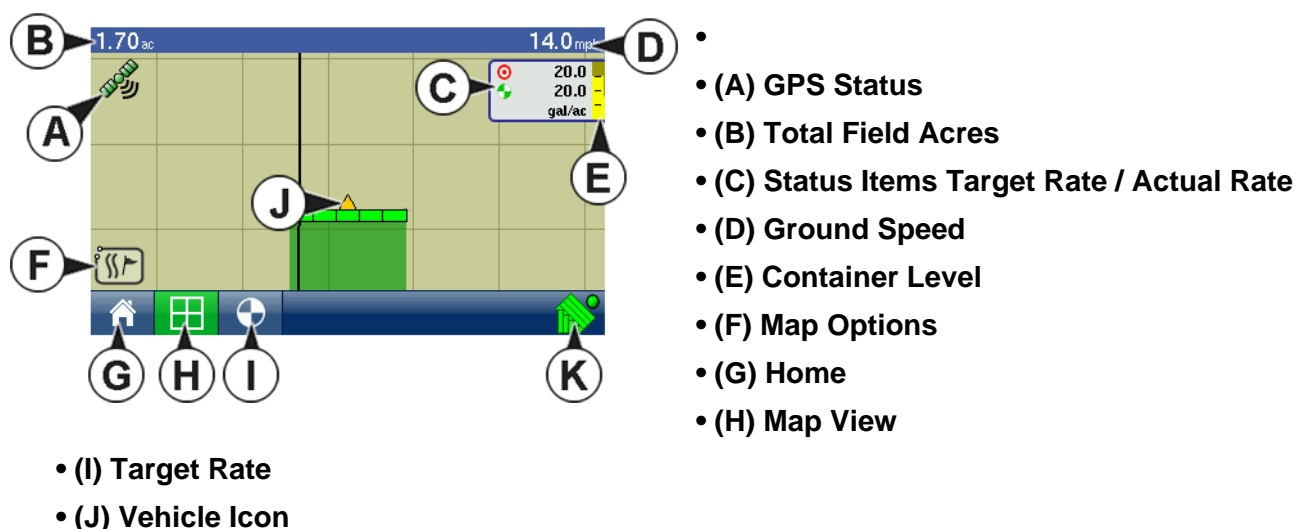 B
1.70 ac
14.0 mph
D
A
C
20.0
20.0
gal/ac
E
J
F
G
H
I
K
•
• (A) GPS Status
• (B) Total Field Acres
• (C) Status Items Target Rate / Actual Rate
• (D) Ground Speed
• (E) Container Level
• (F) Map Options
• (G) Home
• (H) Map View
• (I) Target Rate
• (J) Vehicle Icon